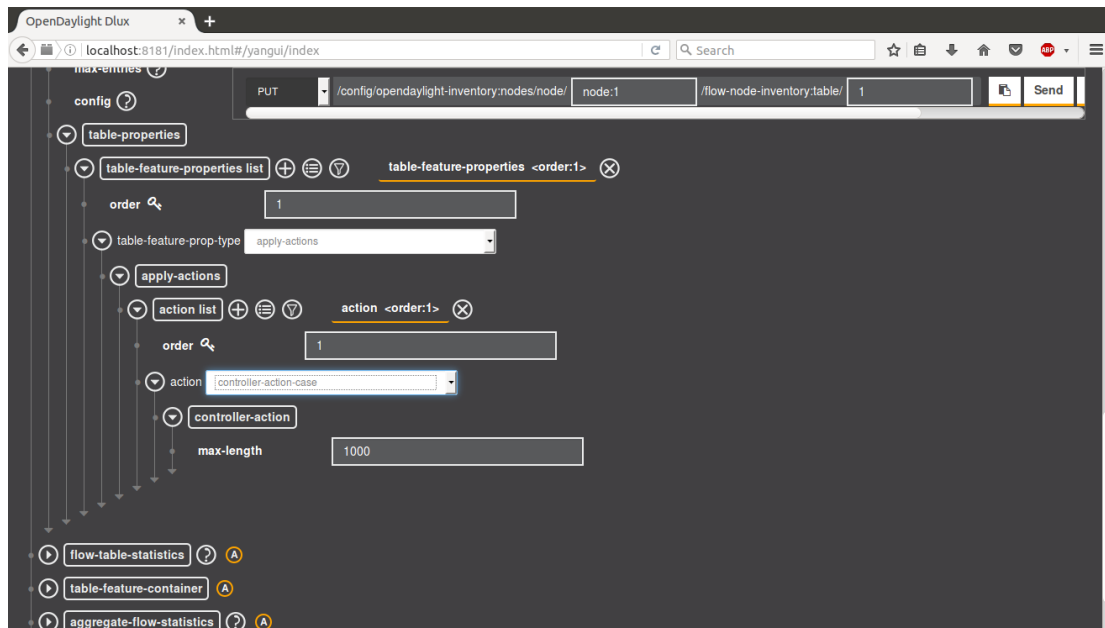 OpenDaylight Dlux × +
localhost:8181/index.html#/yangui/index Search ABP
max-entries ?
PUT /config/opendaylight-inventory:nodes/node/ node:1 /flow-node-inventory:table/ 1 Send
config ?
table-properties
table-feature-properties list table-feature-properties <order:1>
order 1
table-feature-prop-type apply-actions
apply-actions
action list action <order:1>
order 1
action controller-action-case
controller-action
max-length 1000
flow-table-statistics ? A
table-feature-container A
aggregate-flow-statistics ? A